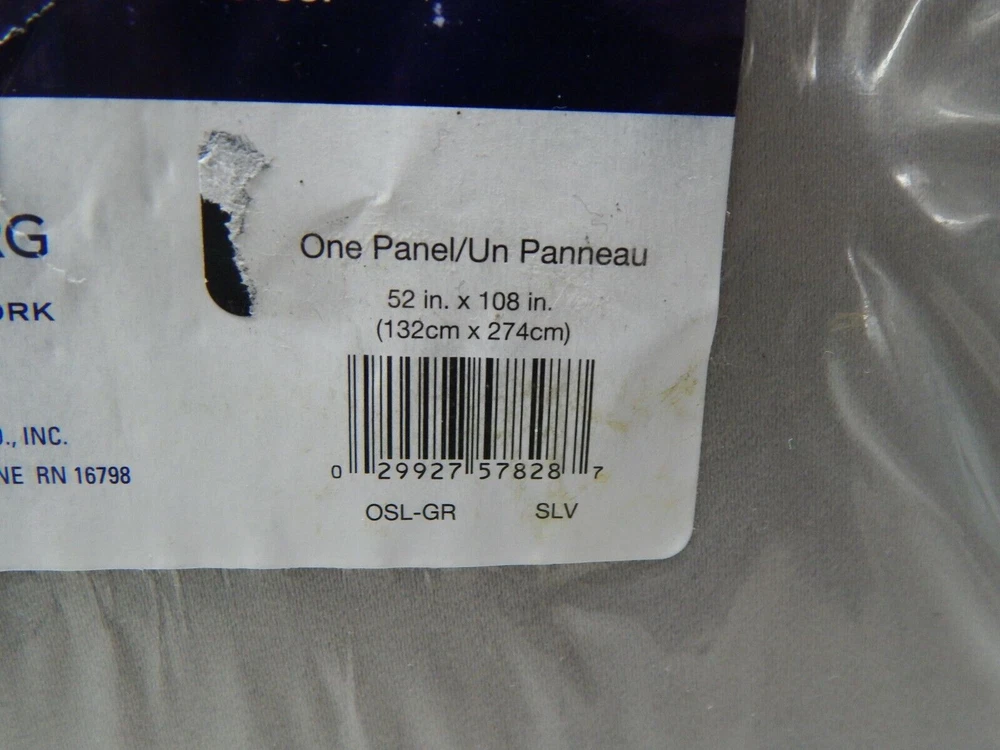 RG
ORK
One Panel/Un Panneau
52 in. x 108 in.
(132cm x 274cm)
0 29927 57828 7
OSL-GR SLV
O., INC.
NE RN 16798